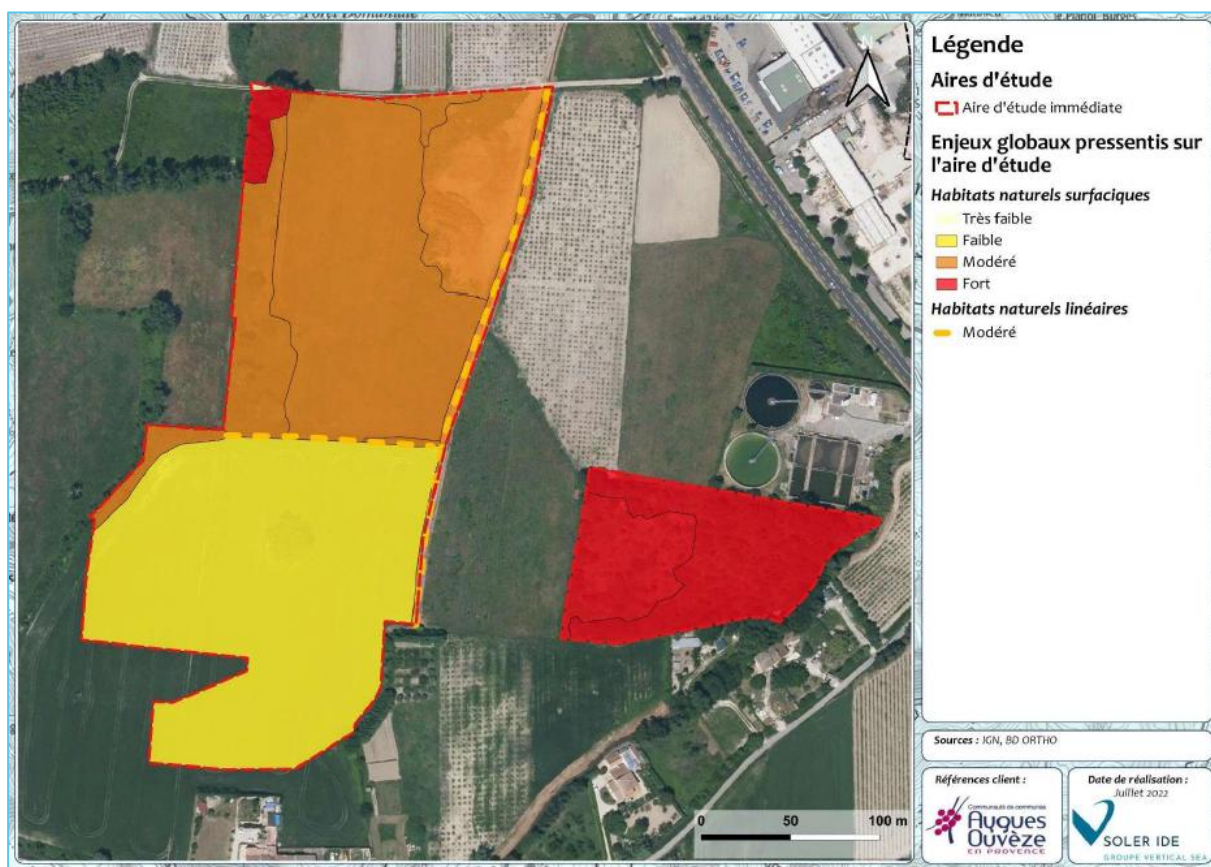 Légende
Aires d'étude
Aire d'étude immédiate
Enjeux globaux pressentis sur
l'aire d'étude
Habitats naturels surfaciques
Très faible
Faible
Modéré
Fort
Habitats naturels linéaires
Modéré
0 50 100 m
Sources : IGN, BD ORTHO
Références client :
Communauté de communes
Aygues
Ouvèze
EN PROVENCE
Date de réalisation :
Juillet 2022
SOLER IDE
GROUPE VERTICAL SEA